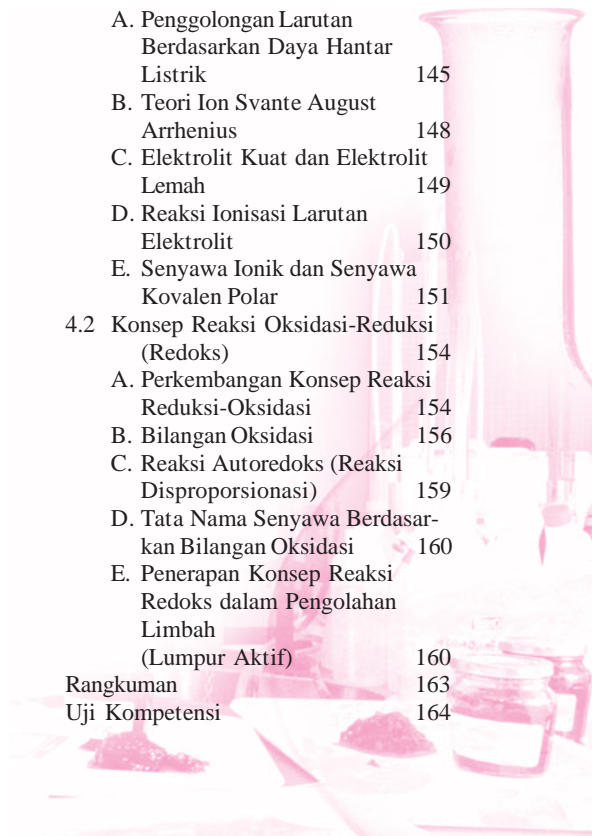 A. Penggolongan Larutan
Berdasarkan Daya Hantar
Listrik 145
B. Teori Ion Svante August
Arrhenius 148
C. Elektrolit Kuat dan Elektrolit
Lemah 149
D. Reaksi Ionisasi Larutan
Elektrolit 150
E. Senyawa Ionik dan Senyawa
Kovalen Polar 151
4.2 Konsep Reaksi Oksidasi-Reduksi
(Redoks) 154
A. Perkembangan Konsep Reaksi
Reduksi-Oksidasi 154
B. Bilangan Oksidasi 156
C. Reaksi Autoredoks (Reaksi
Disproporsionasi) 159
D. Tata Nama Senyawa Berdasar-
kan Bilangan Oksidasi 160
E. Penerapan Konsep Reaksi
Redoks dalam Pengolahan
Limbah
(Lumpur Aktif) 160
Rangkuman 163
Uji Kompetensi 164